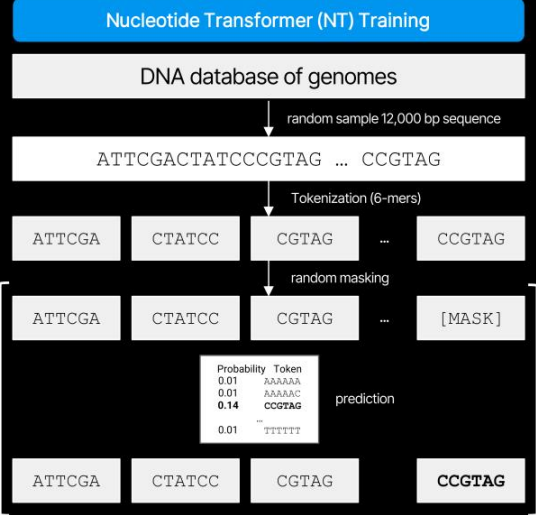 Nucleotide Transformer (NT) Training
DNA database of genomes
random sample 12,000 bp sequence
ATTCGACTATCCCGTAG ... CCGTAG
Tokenization (6-mers)
ATTCGA CTATCC CGTAG ... CCGTAG
random masking
ATTCGA CTATCC CGTAG ... [MASK]
Probability Token
0.01 AAAAAA
0.01 AAAAAC
0.14 CCGTAG
...
0.01 TTTTTT
prediction
ATTCGA CTATCC CGTAG CCGTAG